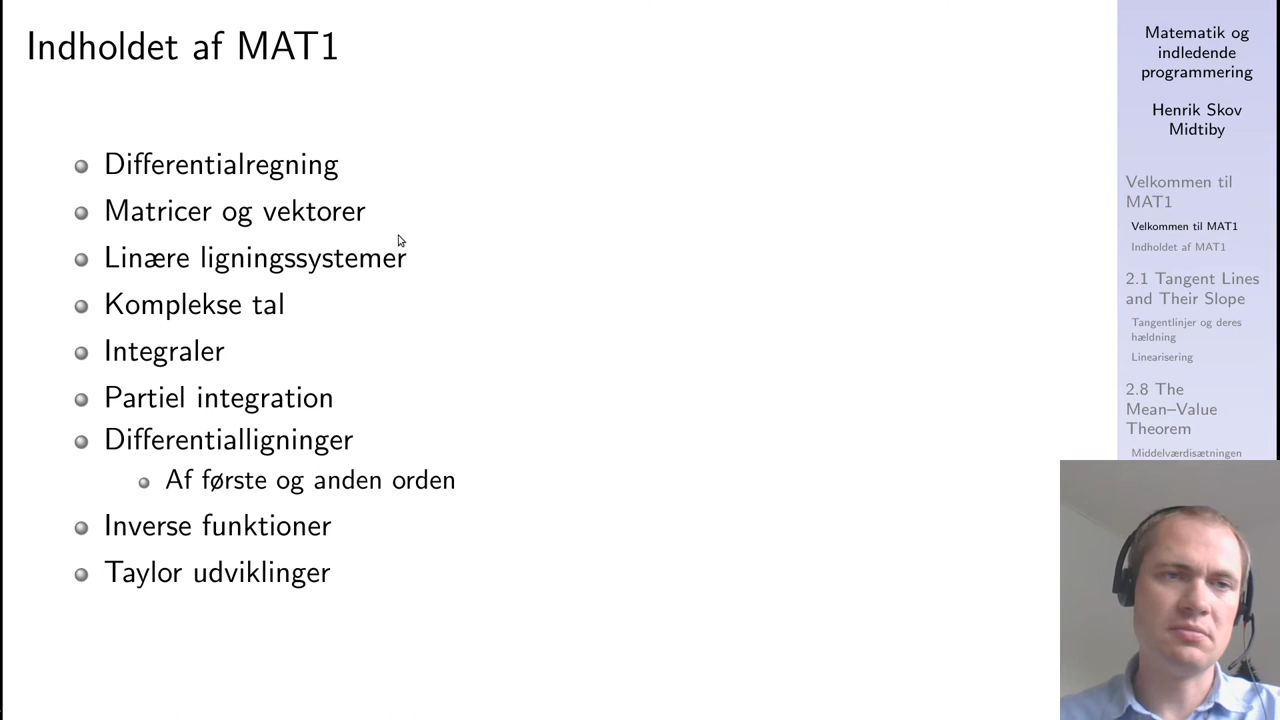 Indholdet af MAT1
Differentialregning
Matricer og vektorer
Linære ligningssystemer
Komplekse tal
Integraler
Partiel integration
Differentialligninger
Af første og anden orden
Inverse funktioner
Taylor udviklinger
Matematik og
indledende
programmering
Henrik Skov
Midtiby
Velkommen til
MAT1
Velkommen til MAT1
Indholdet af MAT1
2.1 Tangent Lines
and Their Slope
Tangentlinjer og deres
hældning
Linearisering
2.8 The
Mean–Value
Theorem
Middelværdisætningen